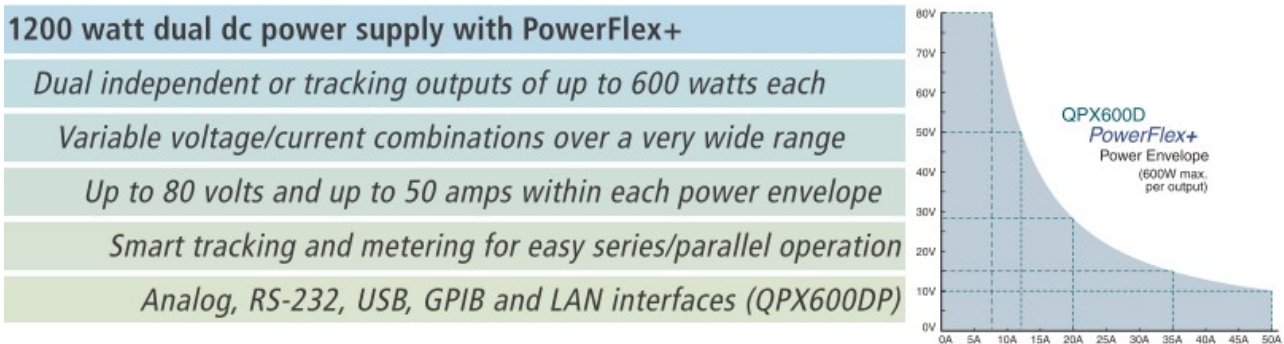 1200 watt dual dc power supply with PowerFlex+
Dual independent or tracking outputs of up to 600 watts each
Variable voltage/current combinations over a very wide range
Up to 80 volts and up to 50 amps within each power envelope
Smart tracking and metering for easy series/parallel operation
Analog, RS-232, USB, GPIB and LAN interfaces (QPX600DP)
80V
70V
60V
50V
40V
30V
20V
10V
0V
QPX600D
PowerFlex+
Power Envelope
(600W max.
per output)
0A 5A 10A 15A 20A 25A 30A 35A 40A 45A 50A